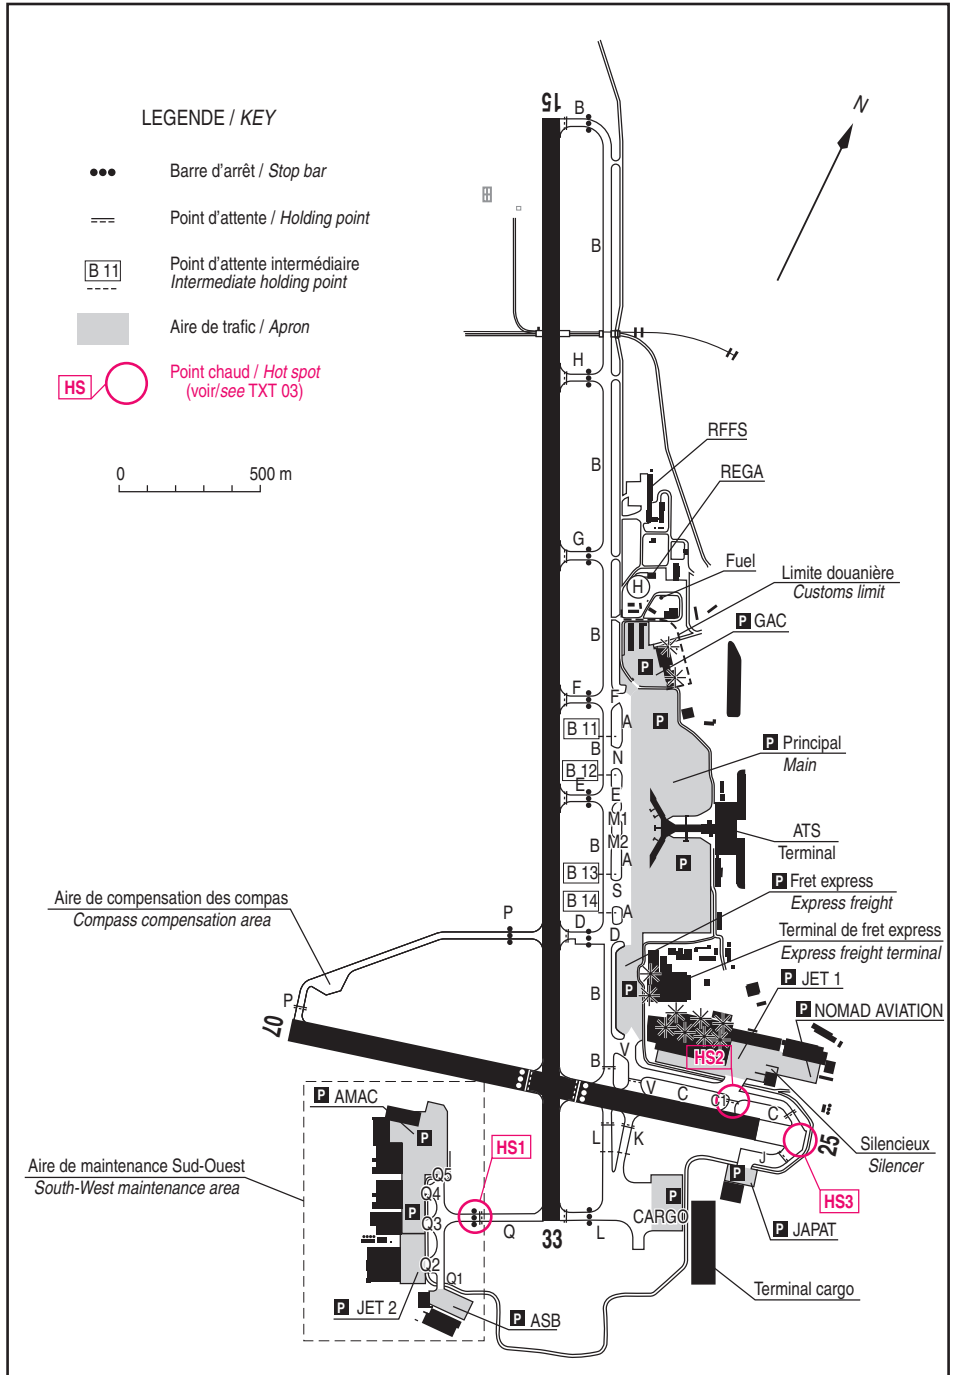 LEGENDE / KEY
Barre d'arrêt / Stop bar
Point d'attente / Holding point
B 11
Point d'attente intermédiaire
Intermediate holding point
Aire de trafic / Apron
HS
Point chaud / Hot spot
(voir/see TXT 03)
0
500 m
15
B
N
B
H
RFFS
B
REGA
G
Fuel
Limite douanière
Customs limit
H
P GAC
B
P
F
F
A
P
B 11
P Principal
Main
B
N
B 12
E
E
M1
ATS
Terminal
M2
B
A
P
B 13
P Fret express
Express freight
S
B 14
A
Aire de compensation des compas
Compass compensation area
P
D
D
Terminal de fret express
Express freight terminal
P JET 1
P
B
P
P NOMAD AVIATION
07
V
HS2
B
V
C
C1
C
P AMAC
P
L
K
25
HS1
Silencieux
Silencer
Aire de maintenance Sud-Ouest
South-West maintenance area
J
Q5
P
Q4
P
HS3
P
Q3
CARGO
Q
33
L
P JAPAT
Q2
Q1
Terminal cargo
P JET 2
P ASB